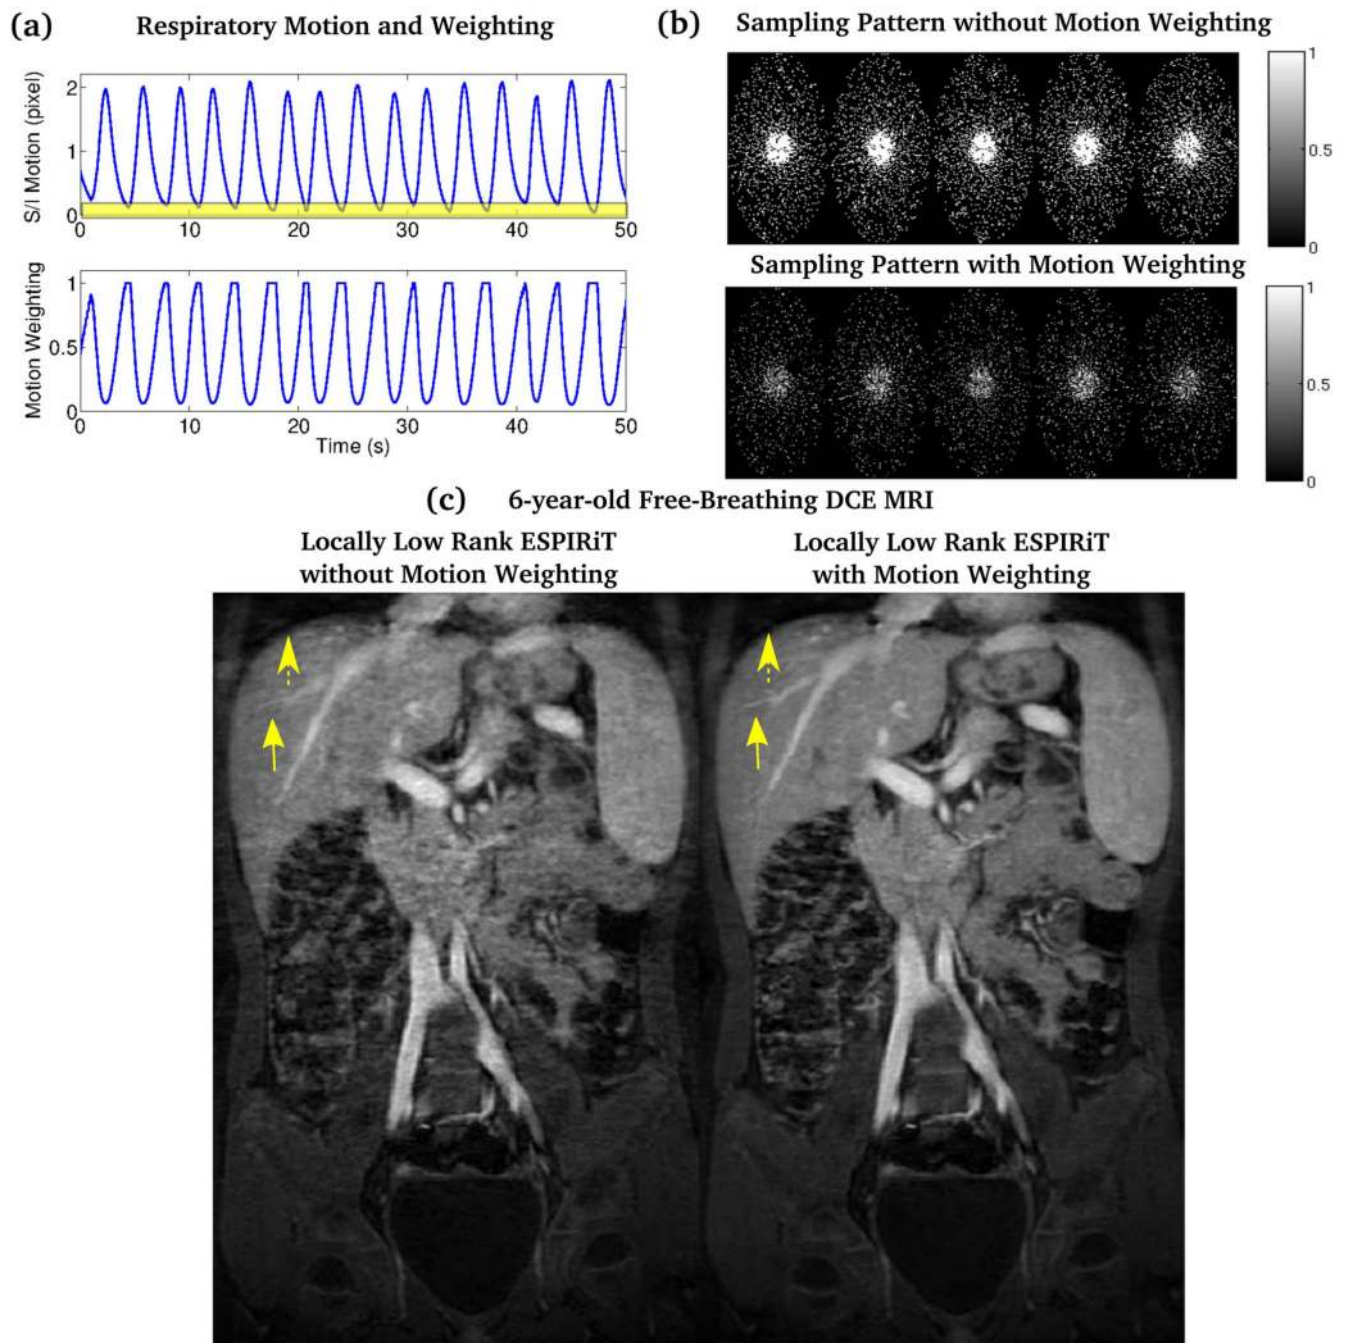 (a) Respiratory Motion and Weighting
S/I Motion (pixel)
2
1
0
0 10 20 30 40 50
Motion Weighting
1
0.5
0
0 10 20 30 40 50
Time (s)
(b) Sampling Pattern without Motion Weighting
1
0.5
0
Sampling Pattern with Motion Weighting
1
0.5
0
(c) 6-year-old Free-Breathing DCE MRI
Locally Low Rank ESPIRiT
without Motion Weighting
Locally Low Rank ESPIRiT
with Motion Weighting